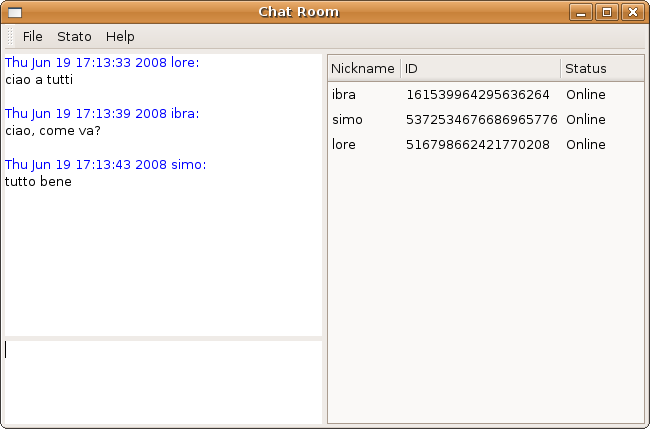 Chat Room
File Stato Help
Thu Jun 19 17:13:33 2008 lore:
ciao a tutti
Thu Jun 19 17:13:39 2008 ibra:
ciao, come va?
Thu Jun 19 17:13:43 2008 simo:
tutto bene
Nickname ID Status
ibra 161539964295636264 Online
simo 5372534676686965776 Online
lore 516798662421770208 Online